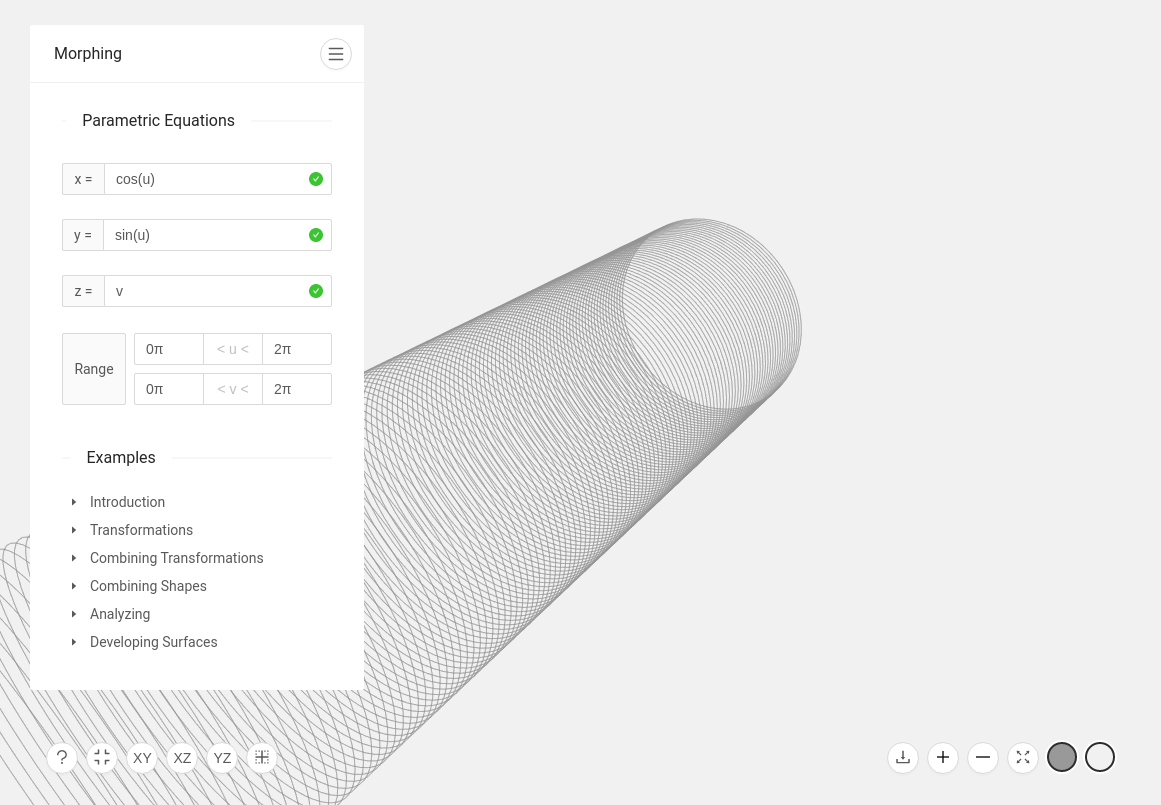 Morphing
Parametric Equations
x = cos(u)
y = sin(u)
z = v
Range
0π < u < 2π
0π < v < 2π
Examples
Introduction
Transformations
Combining Transformations
Combining Shapes
Analyzing
Developing Surfaces
? XY XZ YZ